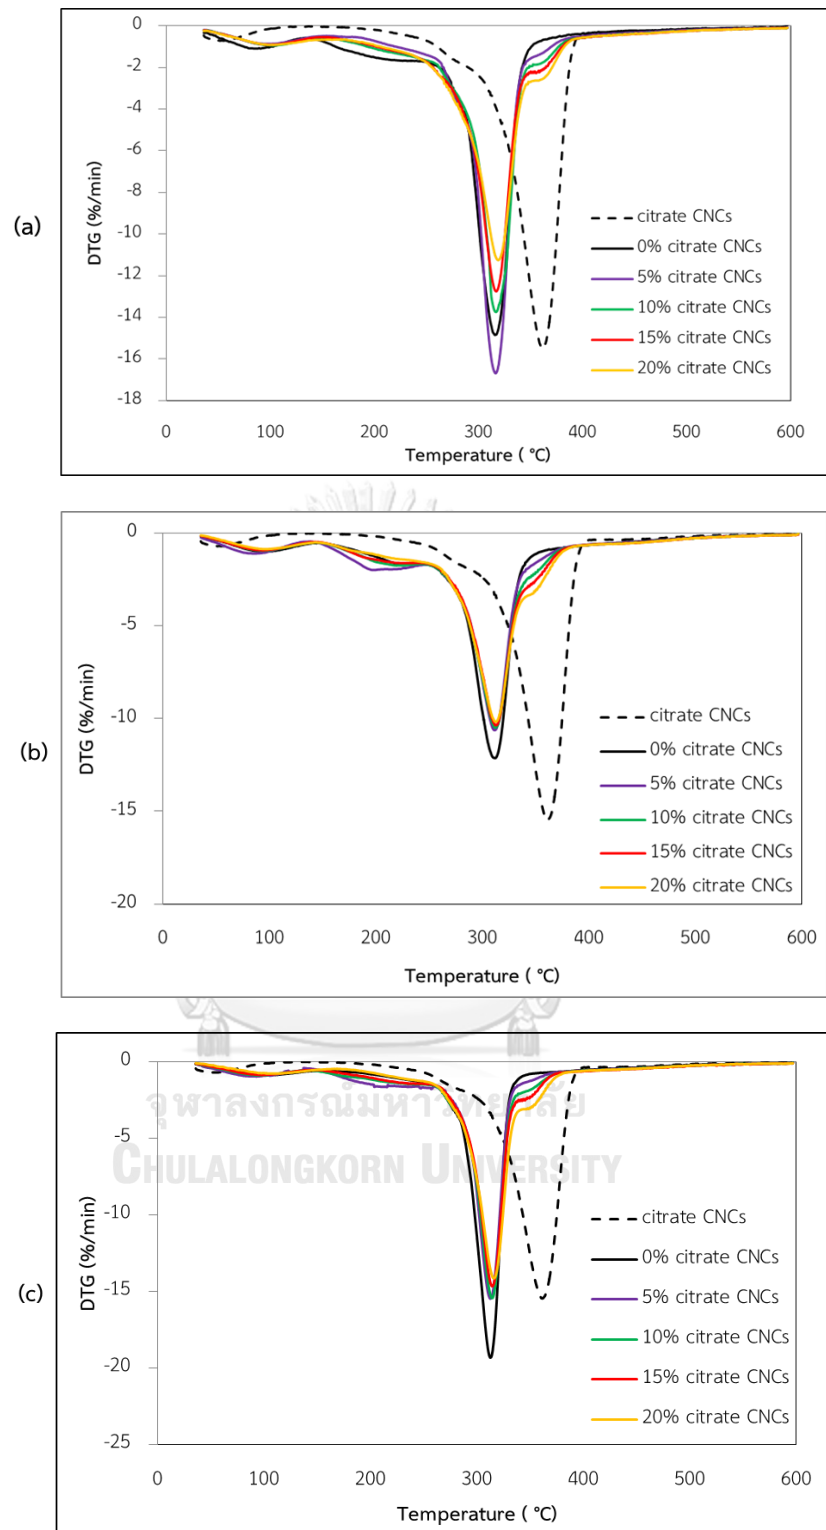 0
-2
-4
-6
-8
-10
-12
-14
-16
-18
DTG (%/min)
(a)
citrate CNCs
0% citrate CNCs
5% citrate CNCs
10% citrate CNCs
15% citrate CNCs
20% citrate CNCs
0 100 200 300 400 500 600
Temperature ( °C)
0
-5
-10
-15
-20
DTG (%/min)
(b)
citrate CNCs
0% citrate CNCs
5% citrate CNCs
10% citrate CNCs
15% citrate CNCs
20% citrate CNCs
0 100 200 300 400 500 600
Temperature ( °C)
0
-5
-10
-15
-20
-25
DTG (%/min)
(c)
จุฬาลงกรณ์มหาวิทยาลัย
CHULALONGKORN UNIVERSITY
citrate CNCs
0% citrate CNCs
5% citrate CNCs
10% citrate CNCs
15% citrate CNCs
20% citrate CNCs
0 100 200 300 400 500 600
Temperature ( °C)